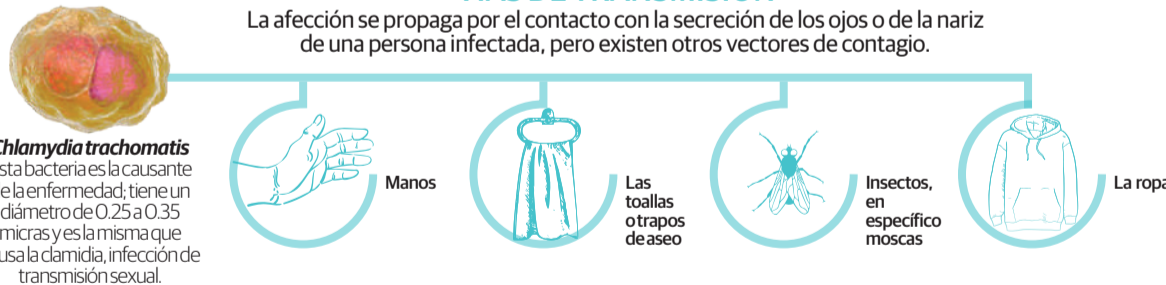 La afección se propaga por el contacto con la secreción de los ojos o de la nariz
de una persona infectada, pero existen otros vectores de contagio.
Chlamydia trachomatis
Esta bacteria es la causante
de la enfermedad; tiene un
diámetro de 0.25 a 0.35
micras y es la misma que
causa la clamidia, infección de
transmisión sexual.
Manos
Las
toallas
o trapos
de aseo
Insectos,
en
específico
moscas
La ropa